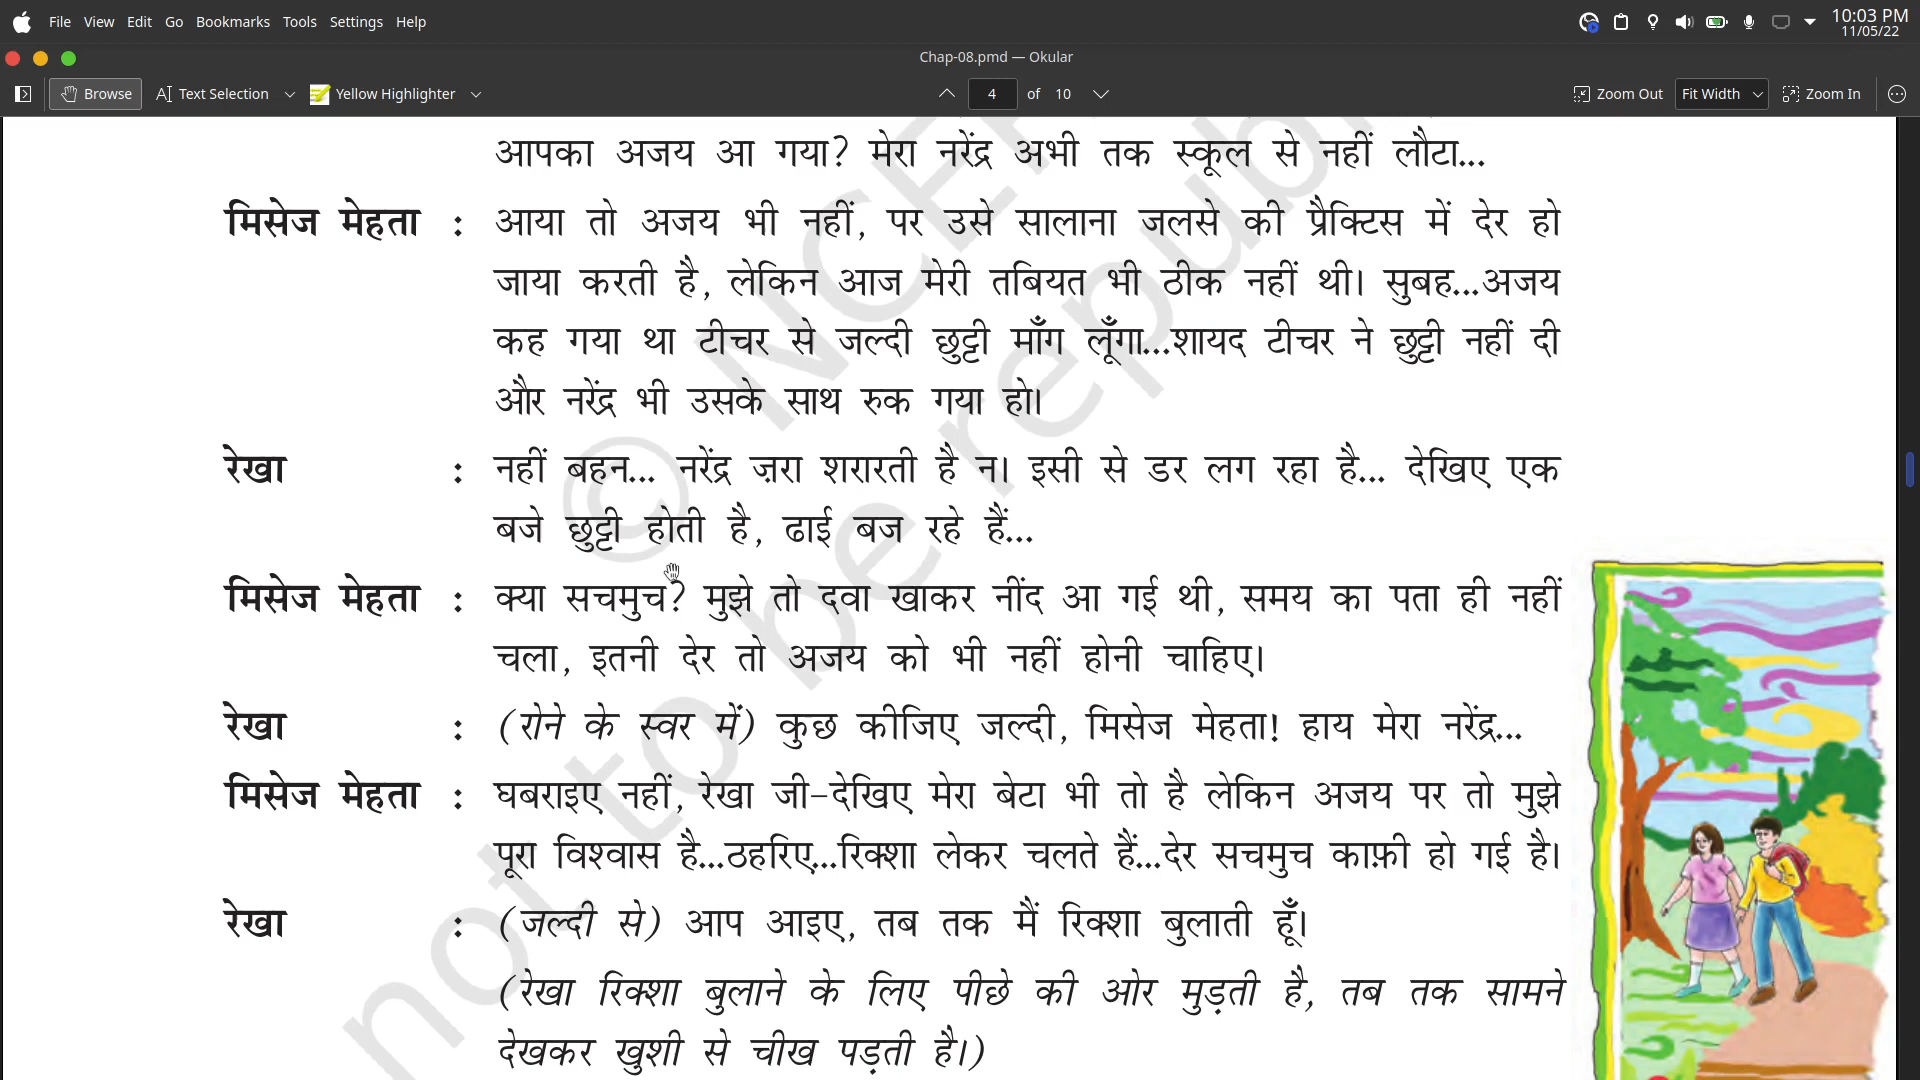 File View Edit Go Bookmarks Tools Settings Help
10:03 PM
11/05/22
Chap-08.pmd — Okular
Browse Text Selection Yellow Highlighter 4 of 10 Zoom Out Fit Width Zoom In
आपका अजय आ गया? मेरा नरेंद्र अभी तक स्कूल से नहीं लौटा...
मिसेज मेहता : आया तो अजय भी नहीं, पर उसे सालाना जलसे की प्रैक्टिस में देर हो
जाया करती है, लेकिन आज मेरी तबियत भी ठीक नहीं थी। सुबह...अजय
कह गया था टीचर से जल्दी छुट्टी माँग लूँगा...शायद टीचर ने छुट्टी नहीं दी
और नरेंद्र भी उसके साथ रुक गया हो।
रेखा : नहीं बहन... नरेंद्र ज़रा शरारती है न। इसी से डर लग रहा है... देखिए एक
बजे छुट्टी होती है, ढाई बज रहे हैं...
मिसेज मेहता : क्या सचमुच? मुझे तो दवा खाकर नींद आ गई थी, समय का पता ही नहीं
चला, इतनी देर तो अजय को भी नहीं होनी चाहिए।
रेखा : (रोने के स्वर में) कुछ कीजिए जल्दी, मिसेज मेहता! हाय मेरा नरेंद्र...
मिसेज मेहता : घबराइए नहीं, रेखा जी–देखिए मेरा बेटा भी तो है लेकिन अजय पर तो मुझे
पूरा विश्वास है...ठहरिए...रिक्शा लेकर चलते हैं...देर सचमुच काफ़ी हो गई है।
रेखा : (जल्दी से) आप आइए, तब तक मैं रिक्शा बुलाती हूँ।
(रेखा रिक्शा बुलाने के लिए पीछे की ओर मुड़ती है, तब तक सामने
देखकर खुशी से चीख पड़ती है।)
© NCER
not to be republi